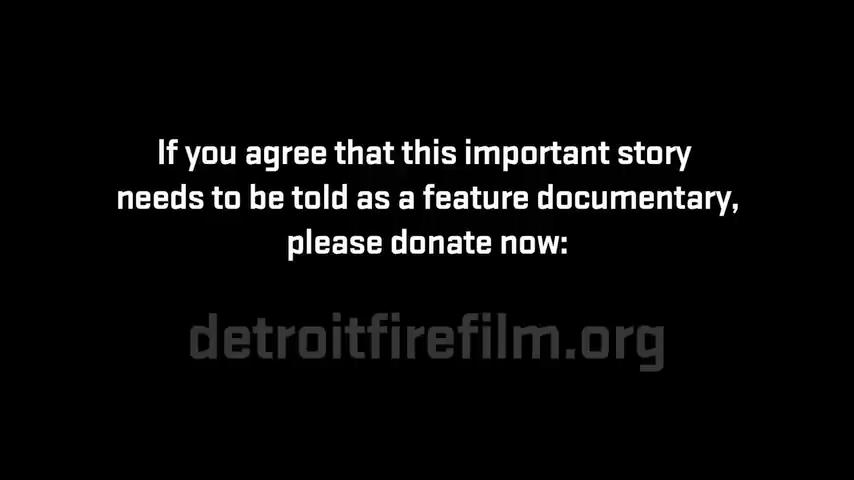 If you agree that this important story
needs to be told as a feature documentary,
please donate now:
detroitfirefilm.org